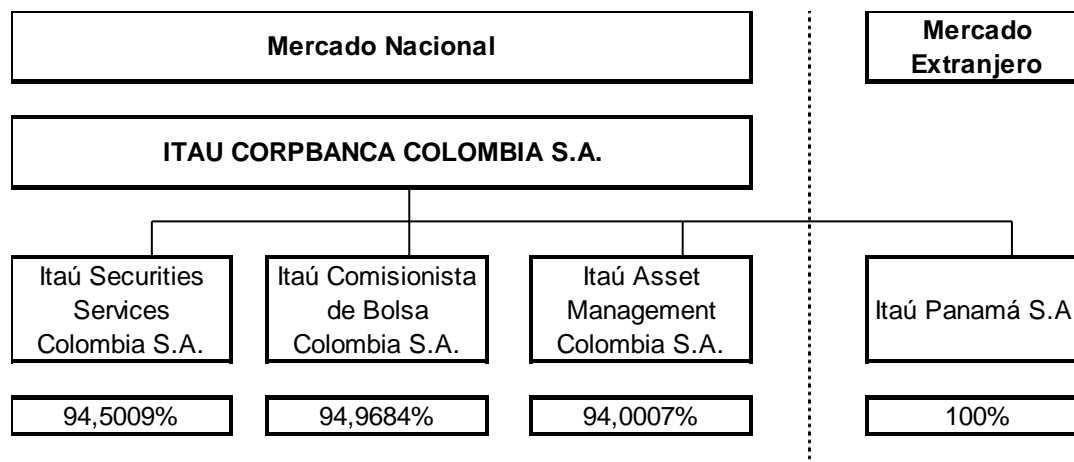 Mercado Nacional
Mercado
Extranjero
ITAU CORPBANCA COLOMBIA S.A.
Itaú Securities
Services
Colombia S.A.
Itaú Comisionista
de Bolsa
Colombia S.A.
Itaú Asset
Management
Colombia S.A.
Itaú Panamá S.A
94,5009%
94,9684%
94,0007%
100%